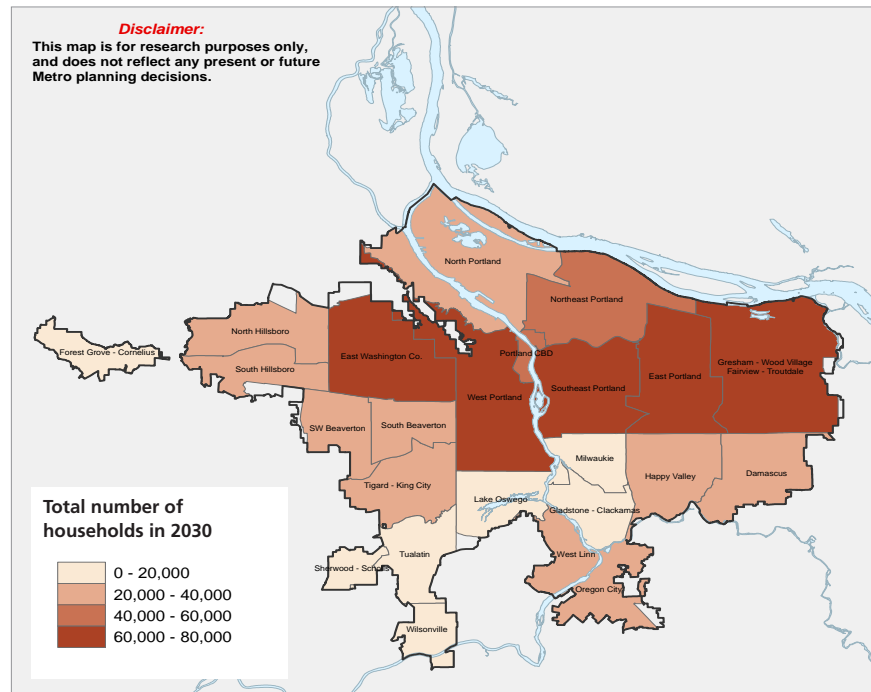 Disclaimer:
This map is for research purposes only,
and does not reflect any present or future
Metro planning decisions.
North Portland
Northeast Portland
North Hillsboro
Forest Grove - Cornelius
East Washington Co.
Portland CBD
Gresham - Wood Village
Fairview - Troutdale
South Hillsboro
Southeast Portland
East Portland
West Portland
SW Beaverton
South Beaverton
Milwaukie
Happy Valley
Damascus
Tigard - King City
Lake Oswego
Gladstone - Clackamas
Tualatin
West Linn
Sherwood - Scholls
Oregon City
Wilsonville
Total number of
households in 2030
0 - 20,000
20,000 - 40,000
40,000 - 60,000
60,000 - 80,000